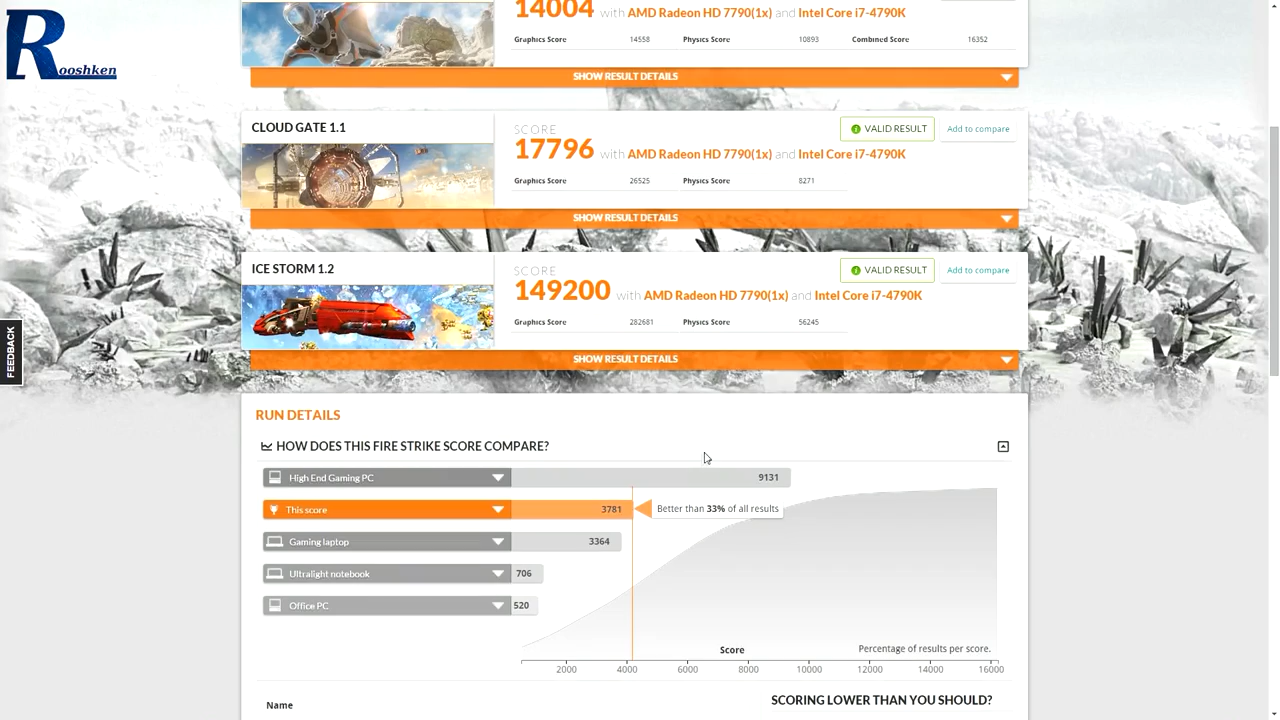 Rooshken
14004 with AMD Radeon HD 7790(1x) and Intel Core i7-4790K
Graphics Score 14558 Physics Score 10893 Combined Score 16352
SHOW RESULT DETAILS
CLOUD GATE 1.1
SCORE
VALID RESULT
Add to compare
17796 with AMD Radeon HD 7790(1x) and Intel Core i7-4790K
Graphics Score 26525 Physics Score 8271
SHOW RESULT DETAILS
ICE STORM 1.2
SCORE
VALID RESULT
Add to compare
149200 with AMD Radeon HD 7790(1x) and Intel Core i7-4790K
Graphics Score 282681 Physics Score 56245
SHOW RESULT DETAILS
FEEDBACK
RUN DETAILS
HOW DOES THIS FIRE STRIKE SCORE COMPARE?
High End Gaming PC 9131
This score 3781 Better than 33% of all results
Gaming laptop 3364
Ultralight notebook 706
Office PC 520
Score Percentage of results per score.
2000 4000 6000 8000 10000 12000 14000 16000
SCORING LOWER THAN YOU SHOULD?
Name